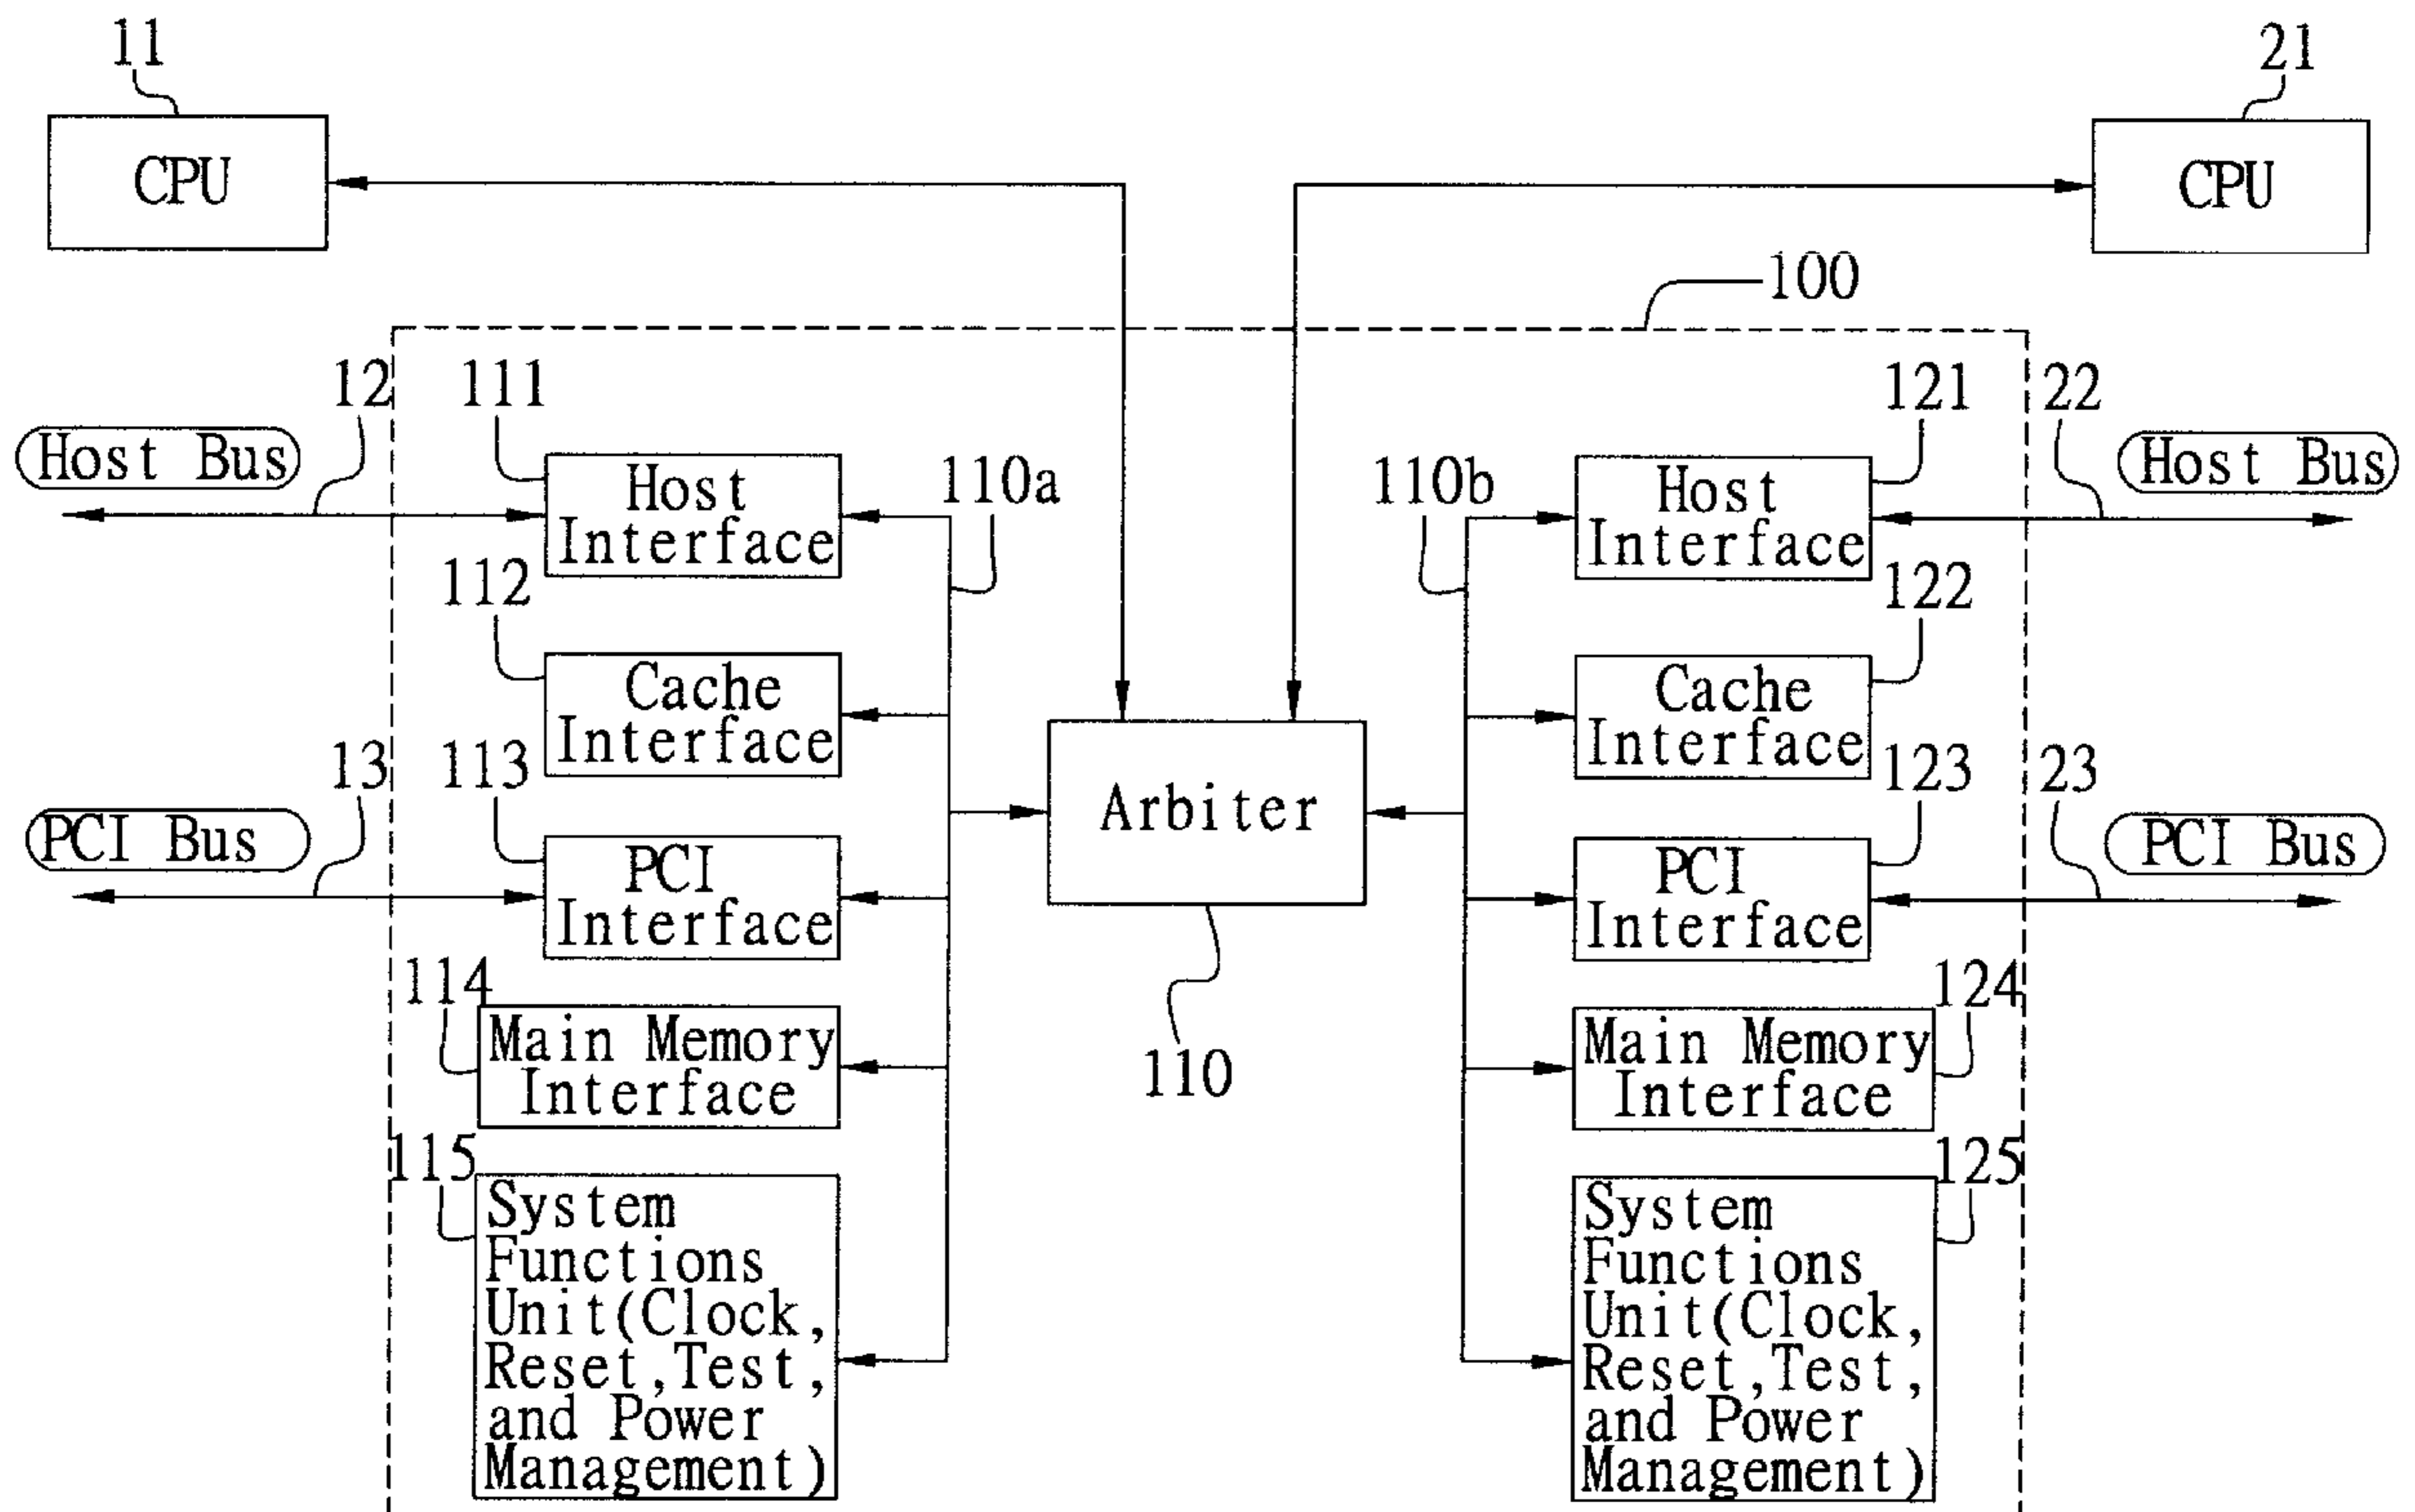 11
21
CPU
CPU
100
12
111
121
22
Host Bus
Host
Interface
110a
110b
Host
Interface
Host Bus
112
122
Cache
Interface
Cache
Interface
13
113
123
23
PCI Bus
PCI
Interface
Arbiter
PCI
Interface
PCI Bus
114
124
Main Memory
Interface
110
Main Memory
Interface
115
125
System
Functions
Unit(Clock,
Reset,Test,
and Power
Management)
System
Functions
Unit(Clock,
Reset,Test,
and Power
Management)